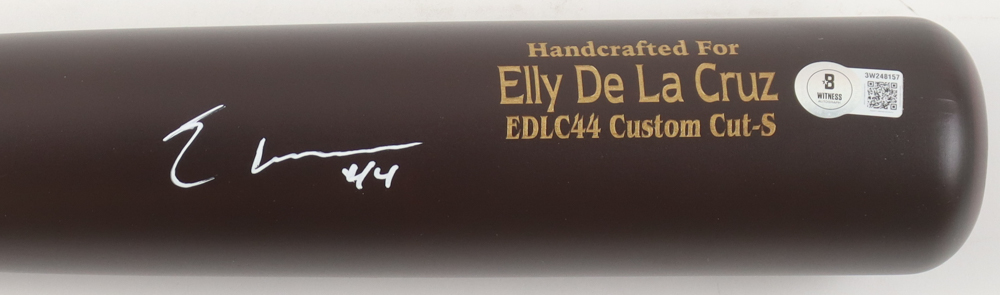 Handcrafted For
Elly De La Cruz
EDLC44 Custom Cut-S
B
WITNESS
3W248157
44